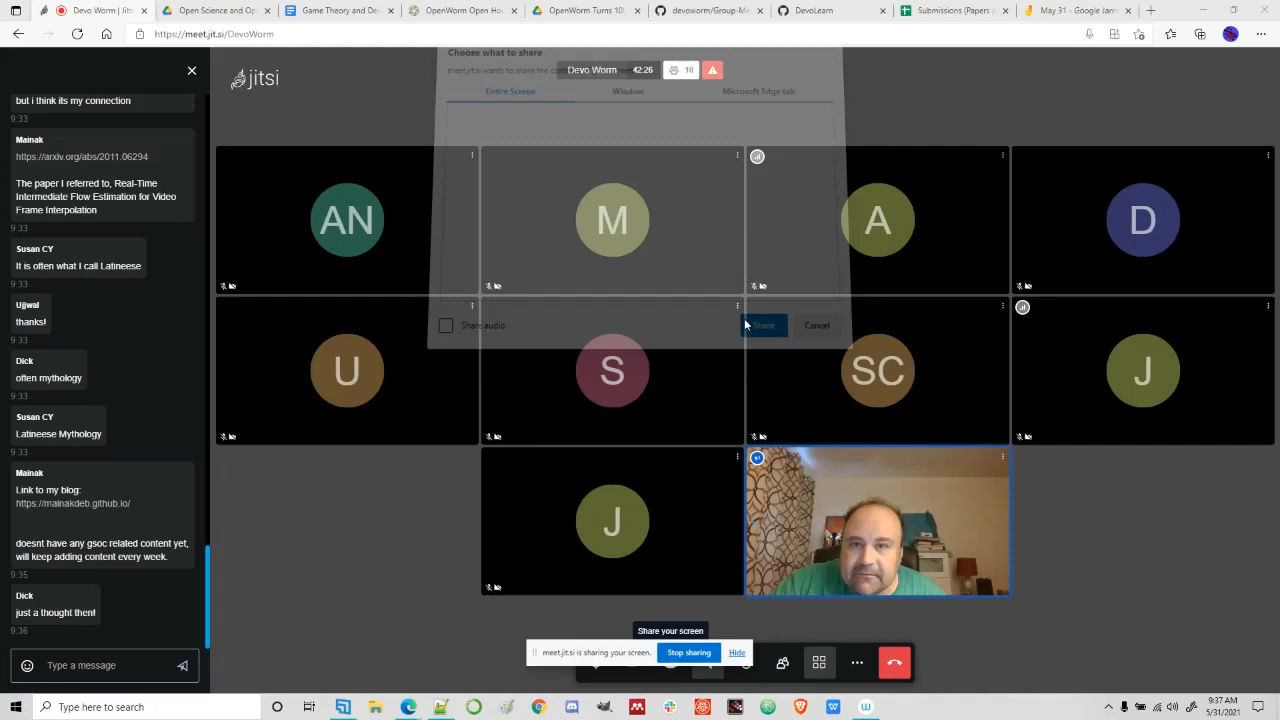 Open Science and Op
Game Theory and Dev
OpenWorm Open Hou
OpenWorm Turns 10!
devoworm/Group-Me
DevoLearn
Submissions (Papers a
May 31 - Google Jam
https://meet.jit.si/DevoWorm
jitsi
Choose what to share
Devo Worm
42:26
10
Entire Screen
Window
Microsoft Edge tab
but i think its my connection
9:33
Mainak
https://arxiv.org/abs/2011.06294
The paper I referred to, Real-Time
Intermediate Flow Estimation for Video
Frame Interpolation
9:33
Susan CY
It is often what I call Latineese
9:33
Ujjwal
thanks!
9:33
Dick
often mythology
9:33
Susan CY
Latineese Mythology
9:33
Mainak
Link to my blog:
https://mainakdeb.github.io/
doesnt have any gsoc related content yet,
will keep adding content every week.
9:35
Dick
just a thought then!
9:36
Type a message
AN
M
A
D
U
S
SC
J
J
Share audio
Share
Cancel
Share your screen
meet.jit.si is sharing your screen.
Stop sharing
Hide
Type here to search
9:37 AM
5/31/2021